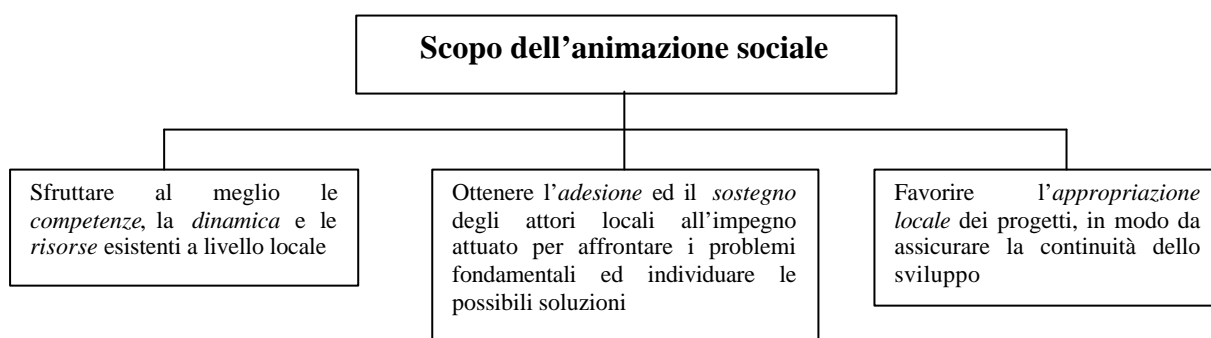 Scopo dell’animazione sociale
Sfruttare al meglio le
competenze, la dinamica e le
risorse esistenti a livello locale
Ottenere l’adesione ed il sostegno
degli attori locali all’impegno
attuato per affrontare i problemi
fondamentali ed individuare le
possibili soluzioni
Favorire l’appropriazione
locale dei progetti, in modo da
assicurare la continuità dello
sviluppo